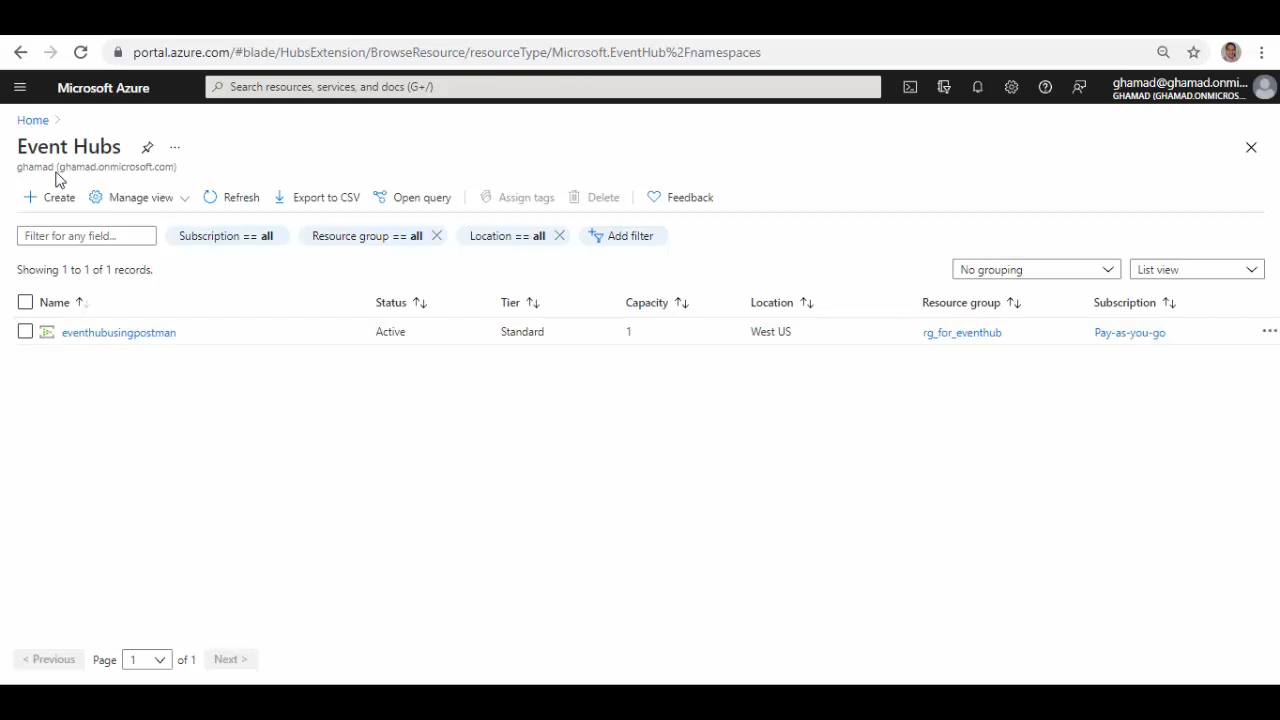 portal.azure.com/#blade/HubsExtension/BrowseResource/resourceType/Microsoft.EventHub%2Fnamespaces
Microsoft Azure
Search resources, services, and docs (G+/)
ghamad@ghamad.onmi...
GHAMAD (GHAMAD.ONMICROS...
Home
Event Hubs
ghamad (ghamad.onmicrosoft.com)
Create Manage view Refresh Export to CSV Open query Assign tags Delete Feedback
Filter for any field... Subscription == all Resource group == all Location == all Add filter
Showing 1 to 1 of 1 records. No grouping List view
Name Status Tier Capacity Location Resource group Subscription
eventhubusingpostman Active Standard 1 West US rg_for_eventhub Pay-as-you-go
< Previous Page 1 of 1 Next >